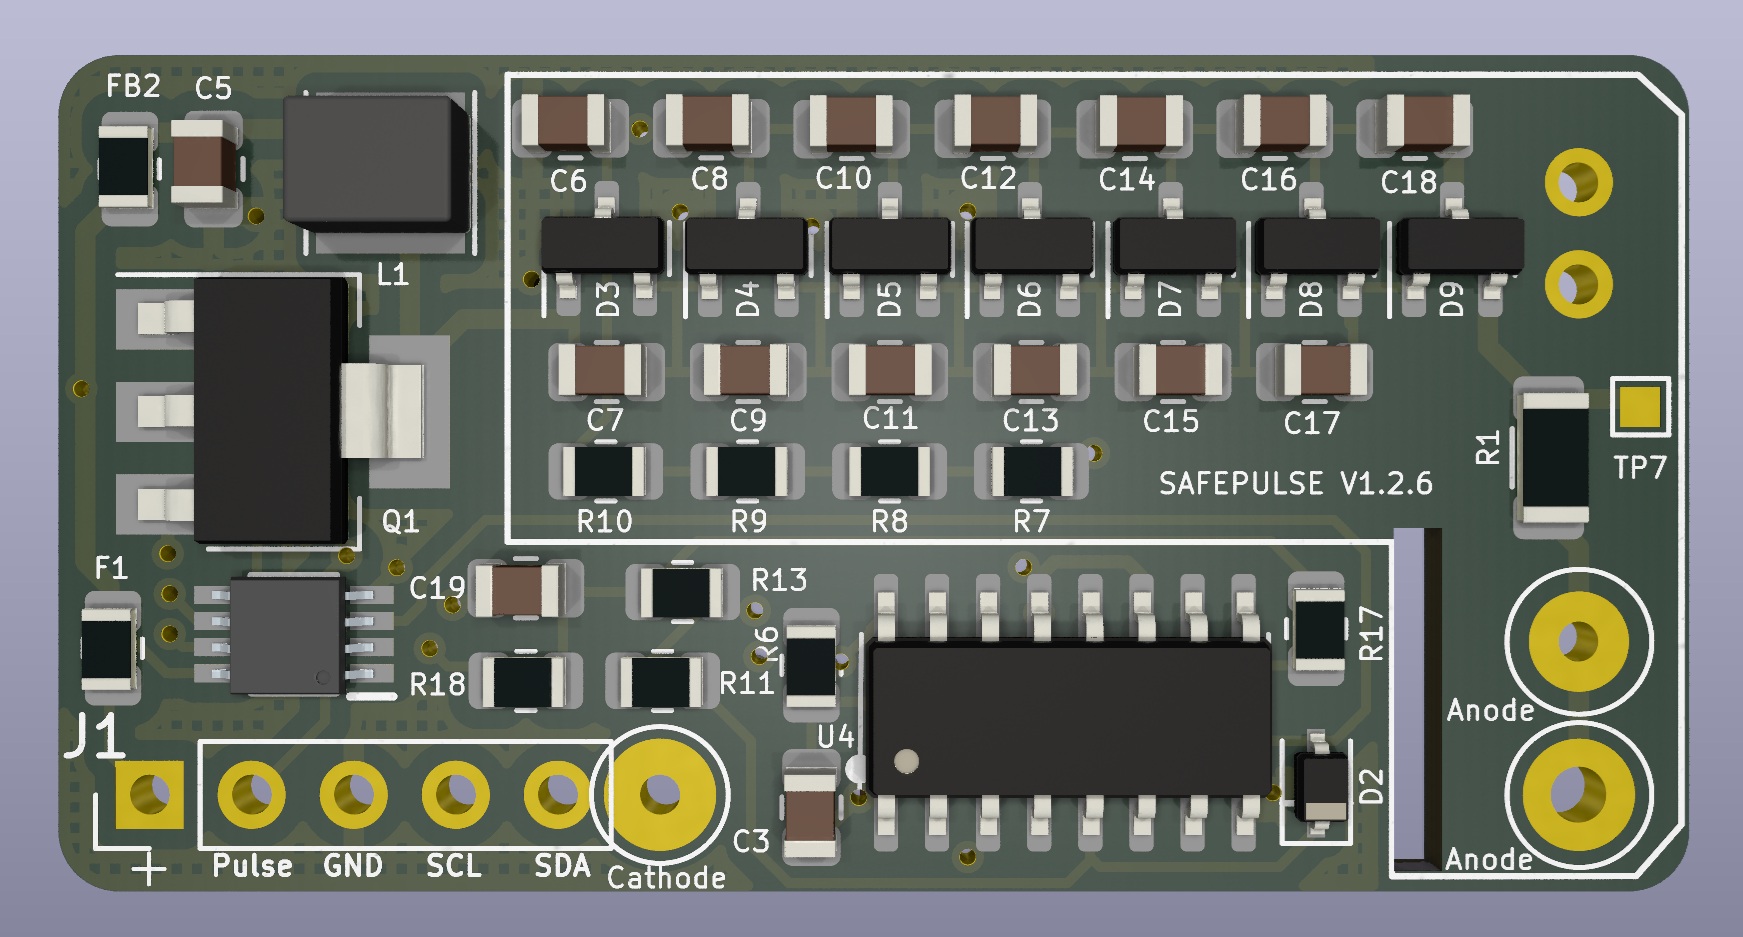 FB2
C5
L1
C6
C8
C10
C12
C14
C16
C18
D3
D4
D5
D6
D7
D8
D9
C7
C9
C11
C13
C15
C17
R10
R9
R8
R7
SAFEPULSE V1.2.6
R1
TP7
Q1
F1
C19
R13
R6
R17
R18
R11
U4
J1
C3
D2
Anode
Anode
+
Pulse
GND
SCL
SDA
Cathode